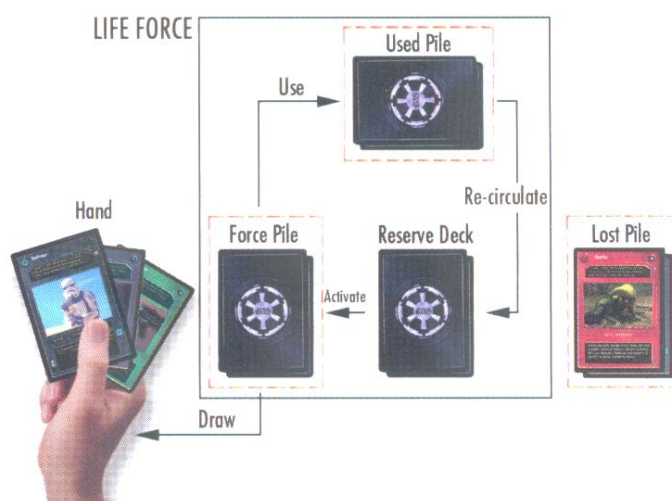 LIFE FORCE
Used Pile
Use
Re-circulate
Hand
Force Pile
Reserve Deck
Lost Pile
Activate
Draw